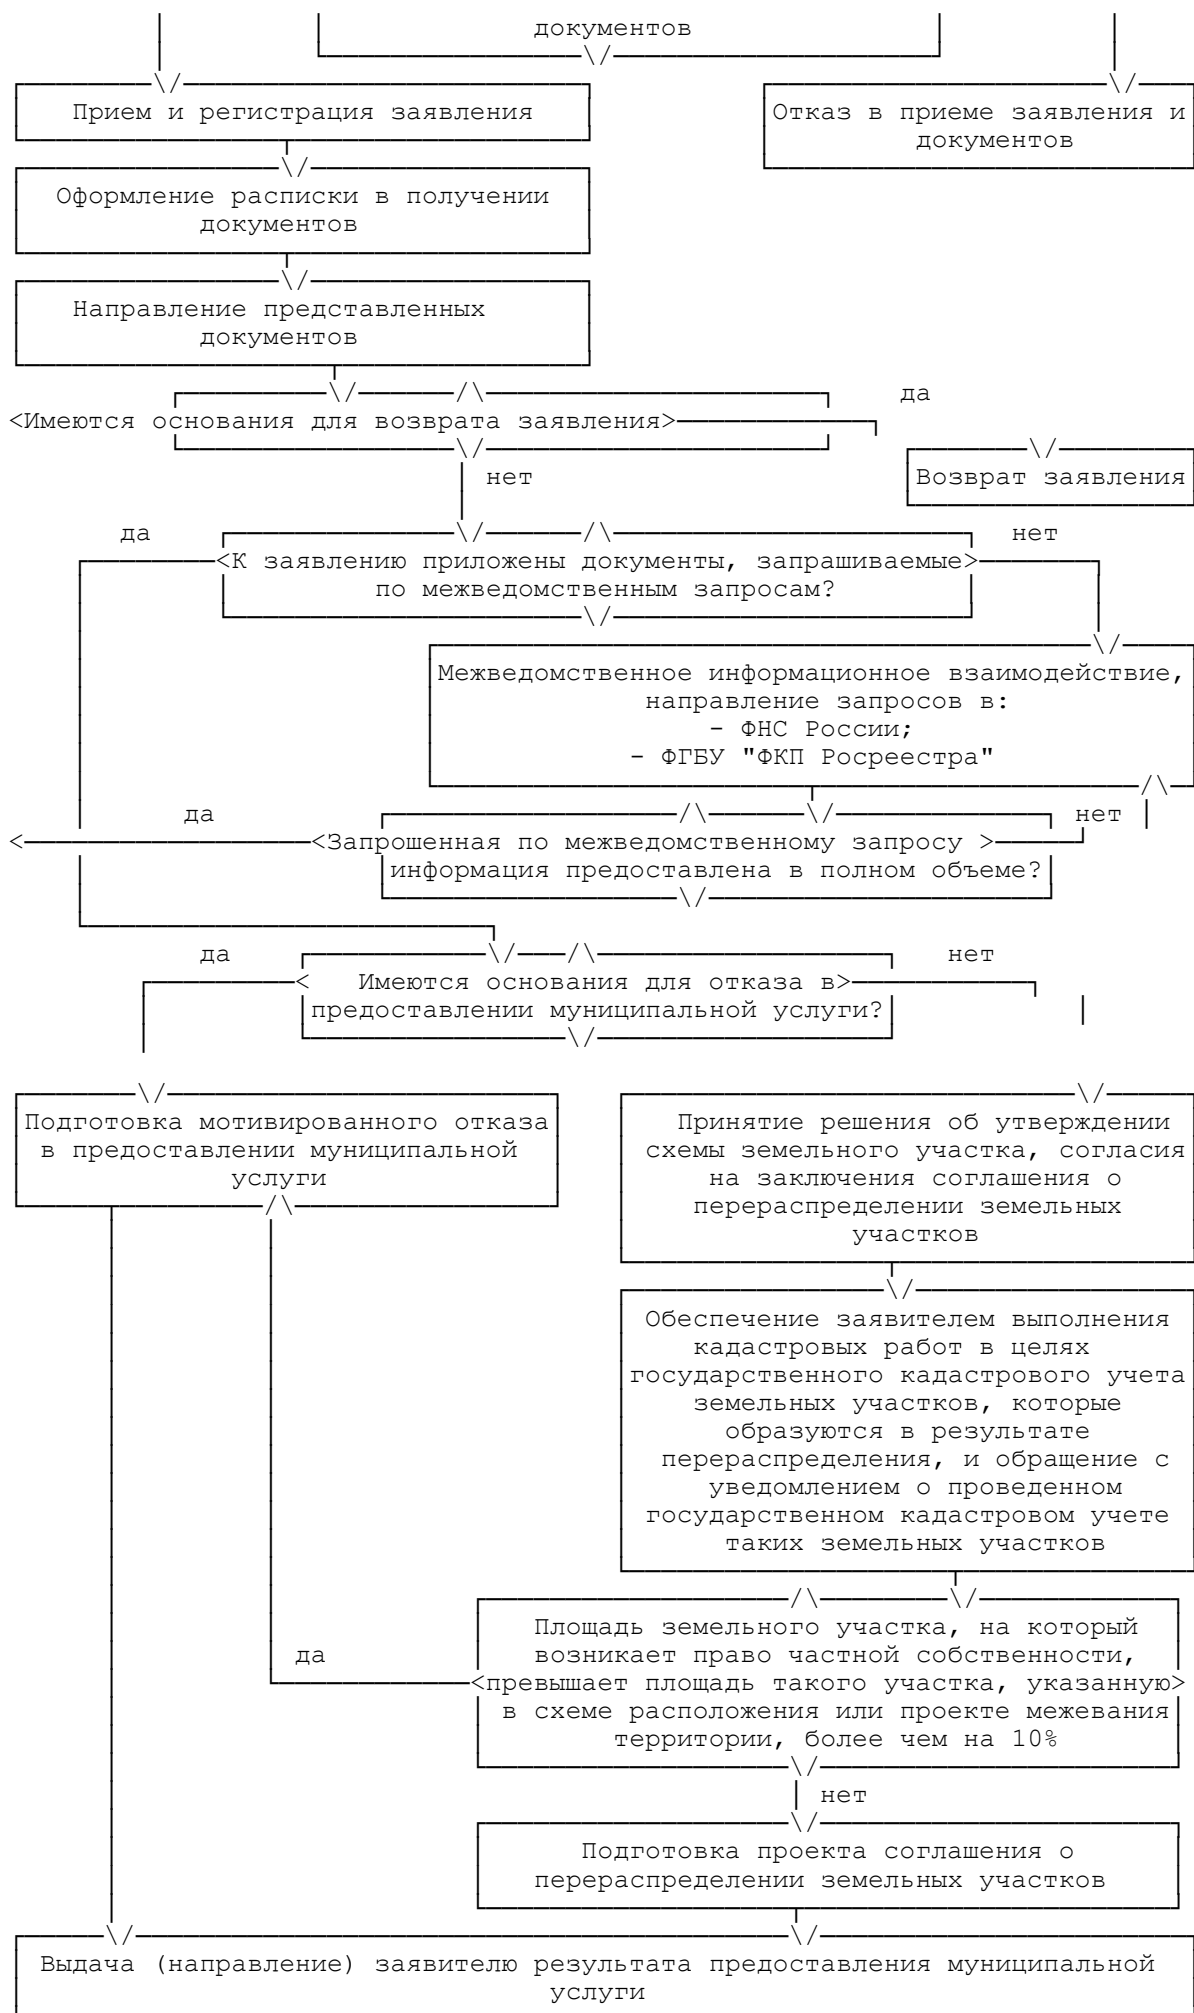 документов
Прием и регистрация заявления
Отказ в приеме заявления и
документов
Оформление расписки в получении
документов
Направление представленных
документов
да
<Имеются основания для возврата заявления>
нет
Возврат заявления
да
нет
<К заявлению приложены документы, запрашиваемые>
по межведомственным запросам?
Межведомственное информационное взаимодействие,
направление запросов в:
- ФНС России;
- ФГБУ "ФКП Росреестра"
да
нет
<Запрошенная по межведомственному запросу >
информация предоставлена в полном объеме?
да
нет
< Имеются основания для отказа в>
предоставлении муниципальной услуги?
Подготовка мотивированного отказа
в предоставлении муниципальной
услуги
Принятие решения об утверждении
схемы земельного участка, согласия
на заключения соглашения о
перераспределении земельных
участков
Обеспечение заявителем выполнения
кадастровых работ в целях
государственного кадастрового учета
земельных участков, которые
образуются в результате
перераспределения, и обращение с
уведомлением о проведенном
государственном кадастровом учете
таких земельных участков
Площадь земельного участка, на который
да
возникает право частной собственности,
<превышает площадь такого участка, указанную>
в схеме расположения или проекте межевания
территории, более чем на 10%
нет
Подготовка проекта соглашения о
перераспределении земельных участков
Выдача (направление) заявителю результата предоставления муниципальной
услуги